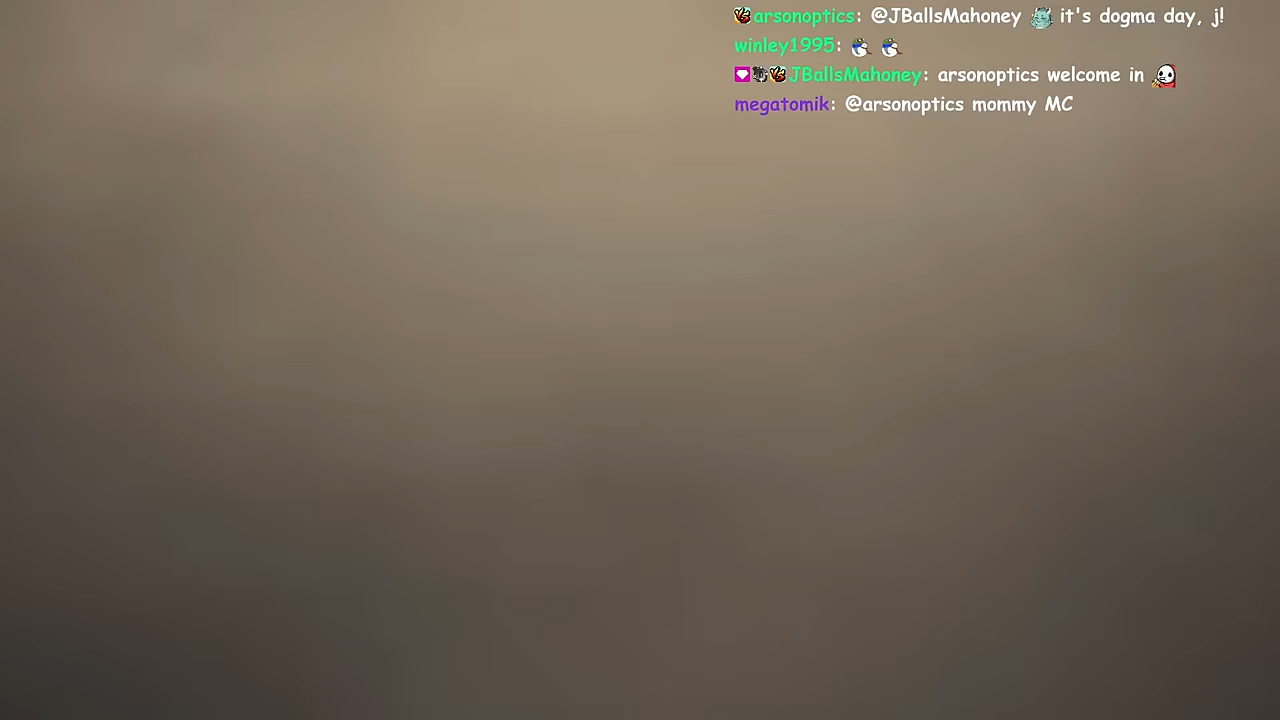 arsonoptics: @JBallsMahoney it's dogma day, j!
winley1995:
JBallsMahoney: arsonoptics welcome in
megatomik: @arsonoptics mommy MC